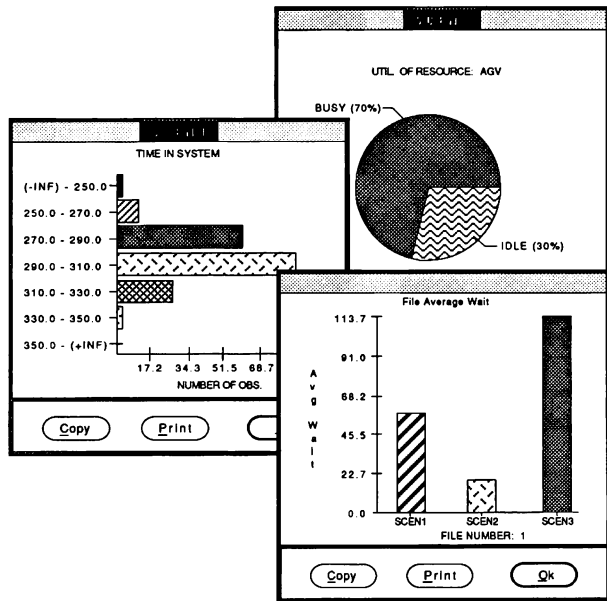 UTIL. OF RESOURCE: AGV
BUSY (70%)
IDLE (30%)
TIME IN SYSTEM
(-INF) - 250.0
250.0 - 270.0
270.0 - 290.0
290.0 - 310.0
310.0 - 330.0
330.0 - 350.0
350.0 - (+INF)
17.2 34.3 51.5 68.7
NUMBER OF OBS.
Copy Print
File Average Wait
113.7
91.0
68.2
45.5
22.7
0.0
Avg Wait
SCEN1 SCEN2 SCEN3
FILE NUMBER: 1
Copy Print Ok